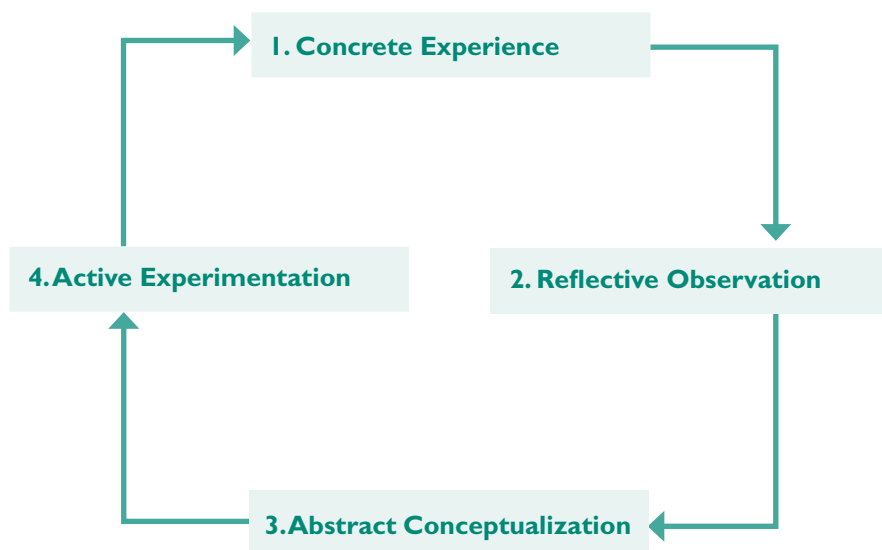 1. Concrete Experience
2. Reflective Observation
3. Abstract Conceptualization
4. Active Experimentation